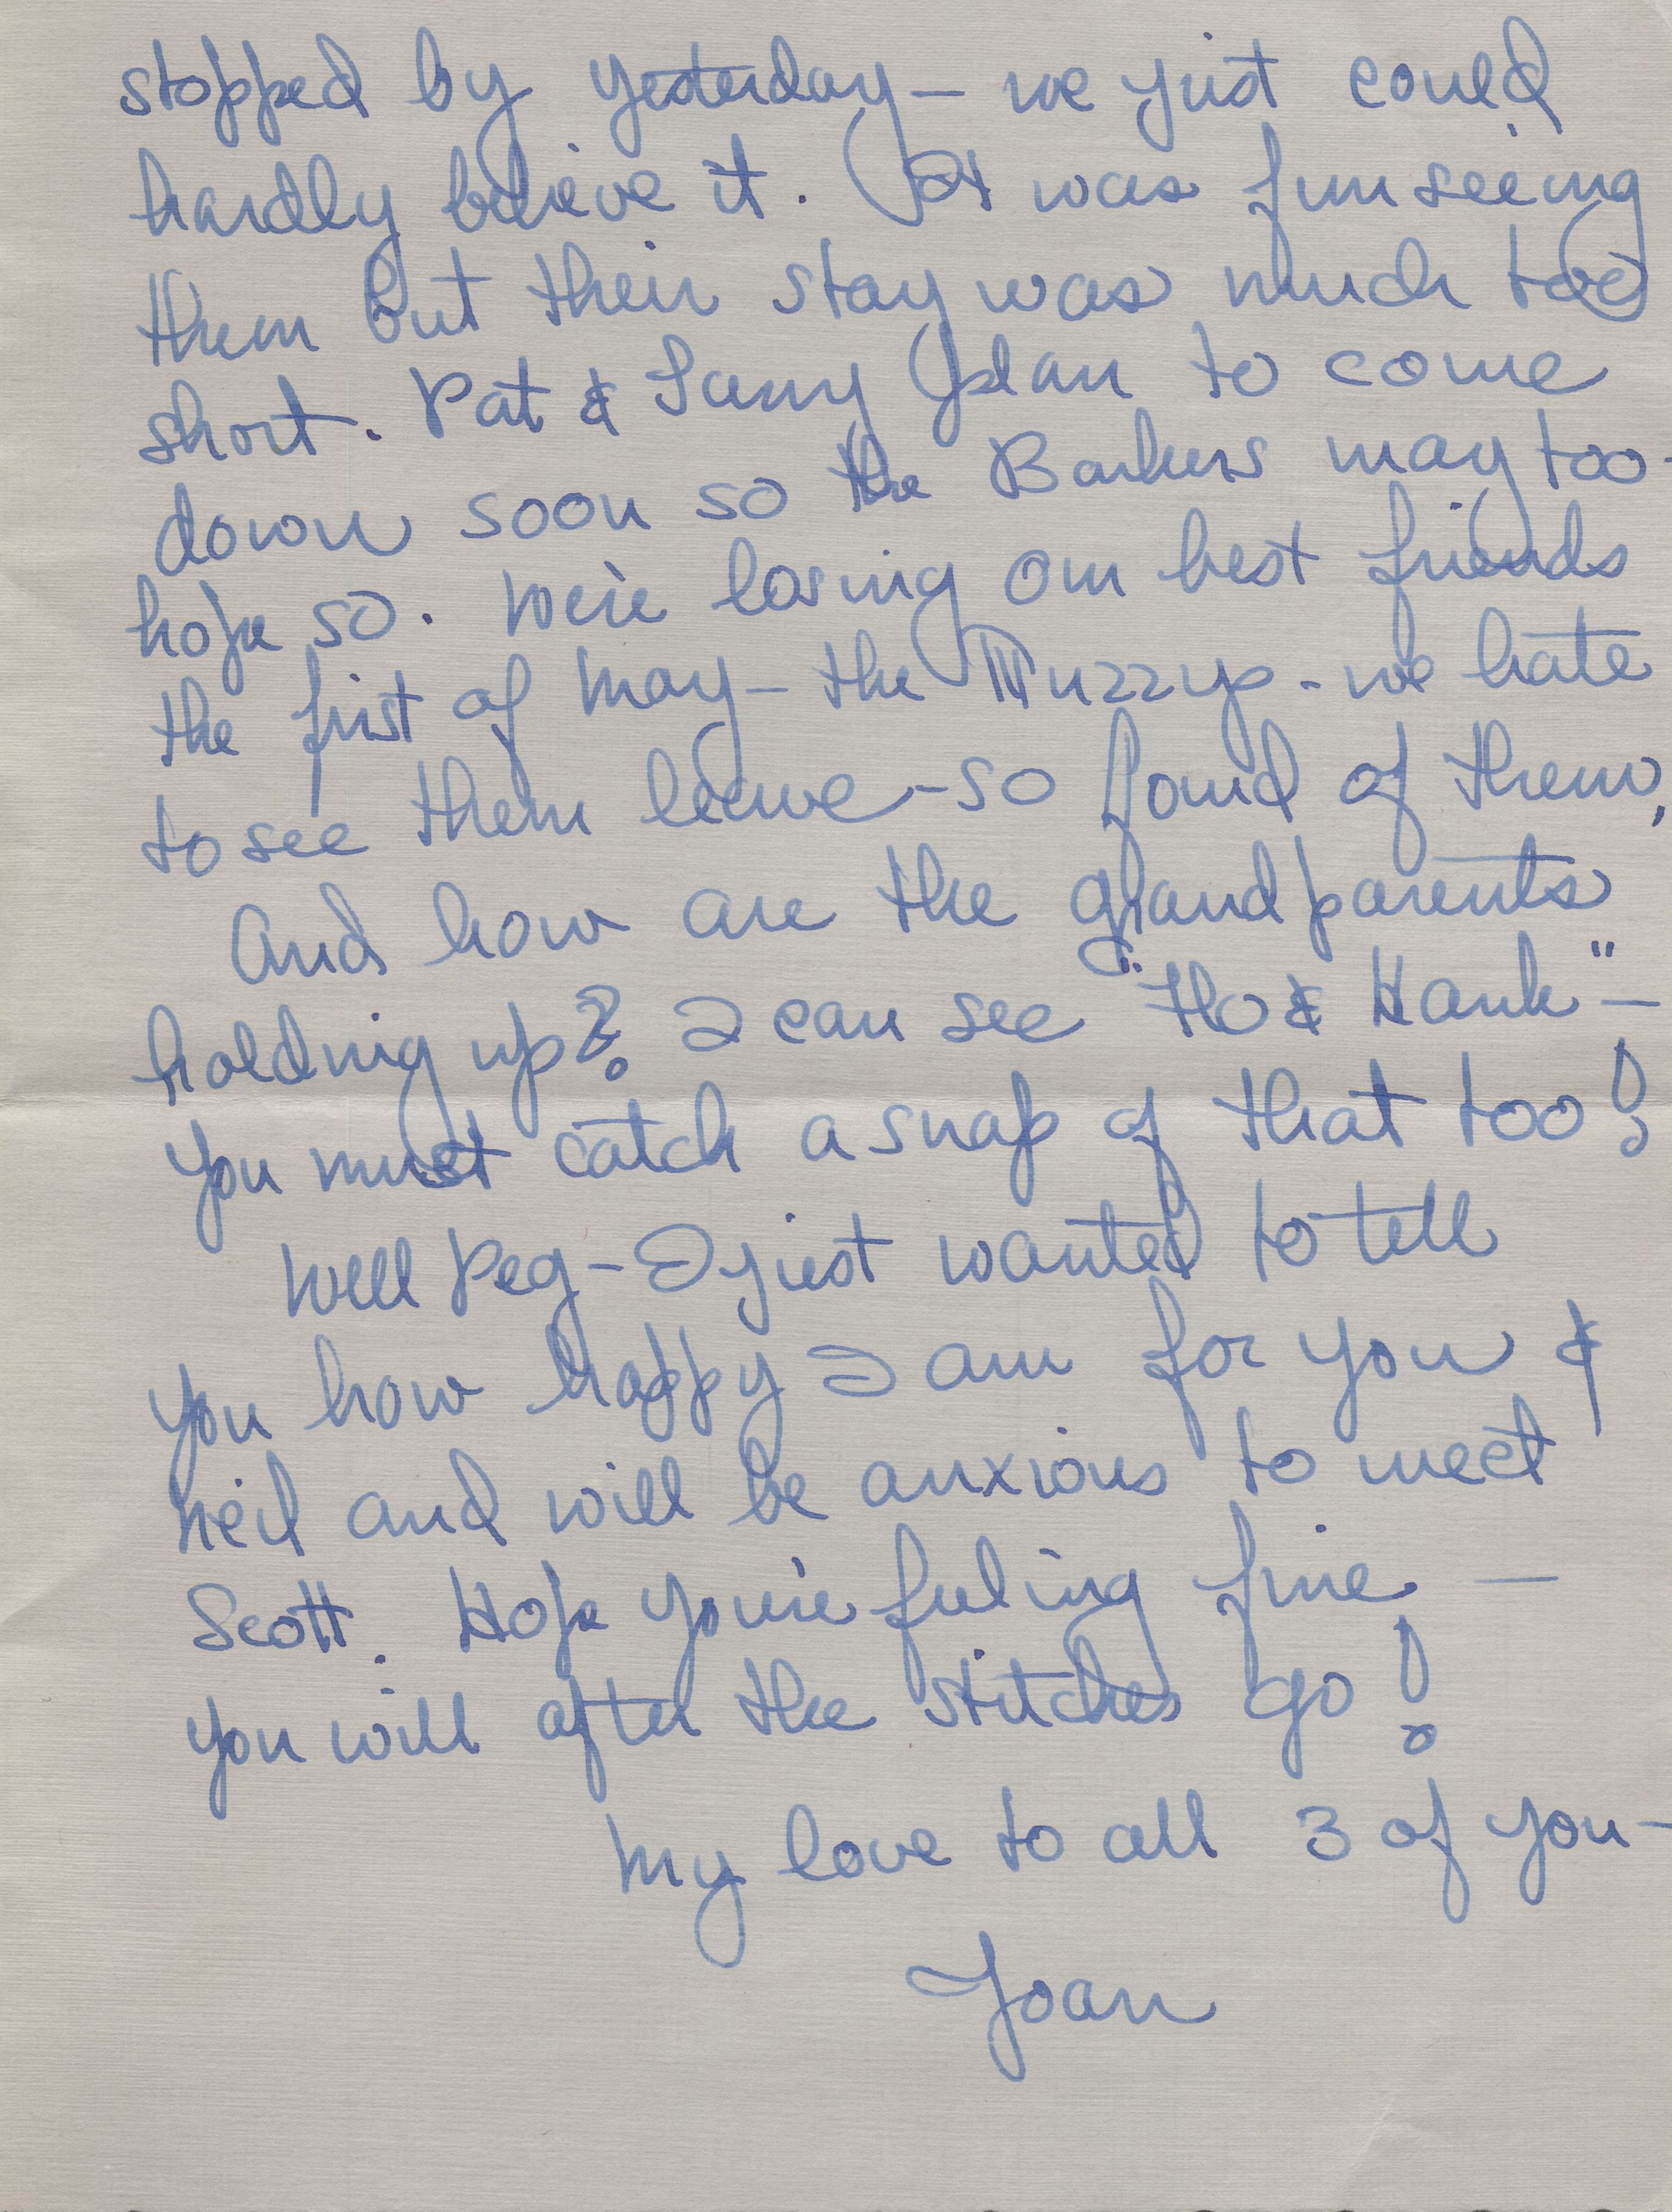 stopped by yesterday – we just could
hardly believe it. It was fun seeing
them but their stay was much too
short. Pat & Larry plan to come
down soon so the Barkers may too -
hope so. We're losing our best friends
the first of May – the Muzzys - we hate
to see them leave - so fond of them.
And how are the grandparents
holding up? I can see "Flo & Hank" –
You must catch a snap of that too!
Well Peg – I just wanted to tell
you how happy I am for you &
Neil and will be anxious to meet
Scott. Hope you're feeling fine –
you will after the stitches go!
My love to all 3 of you –
Joan